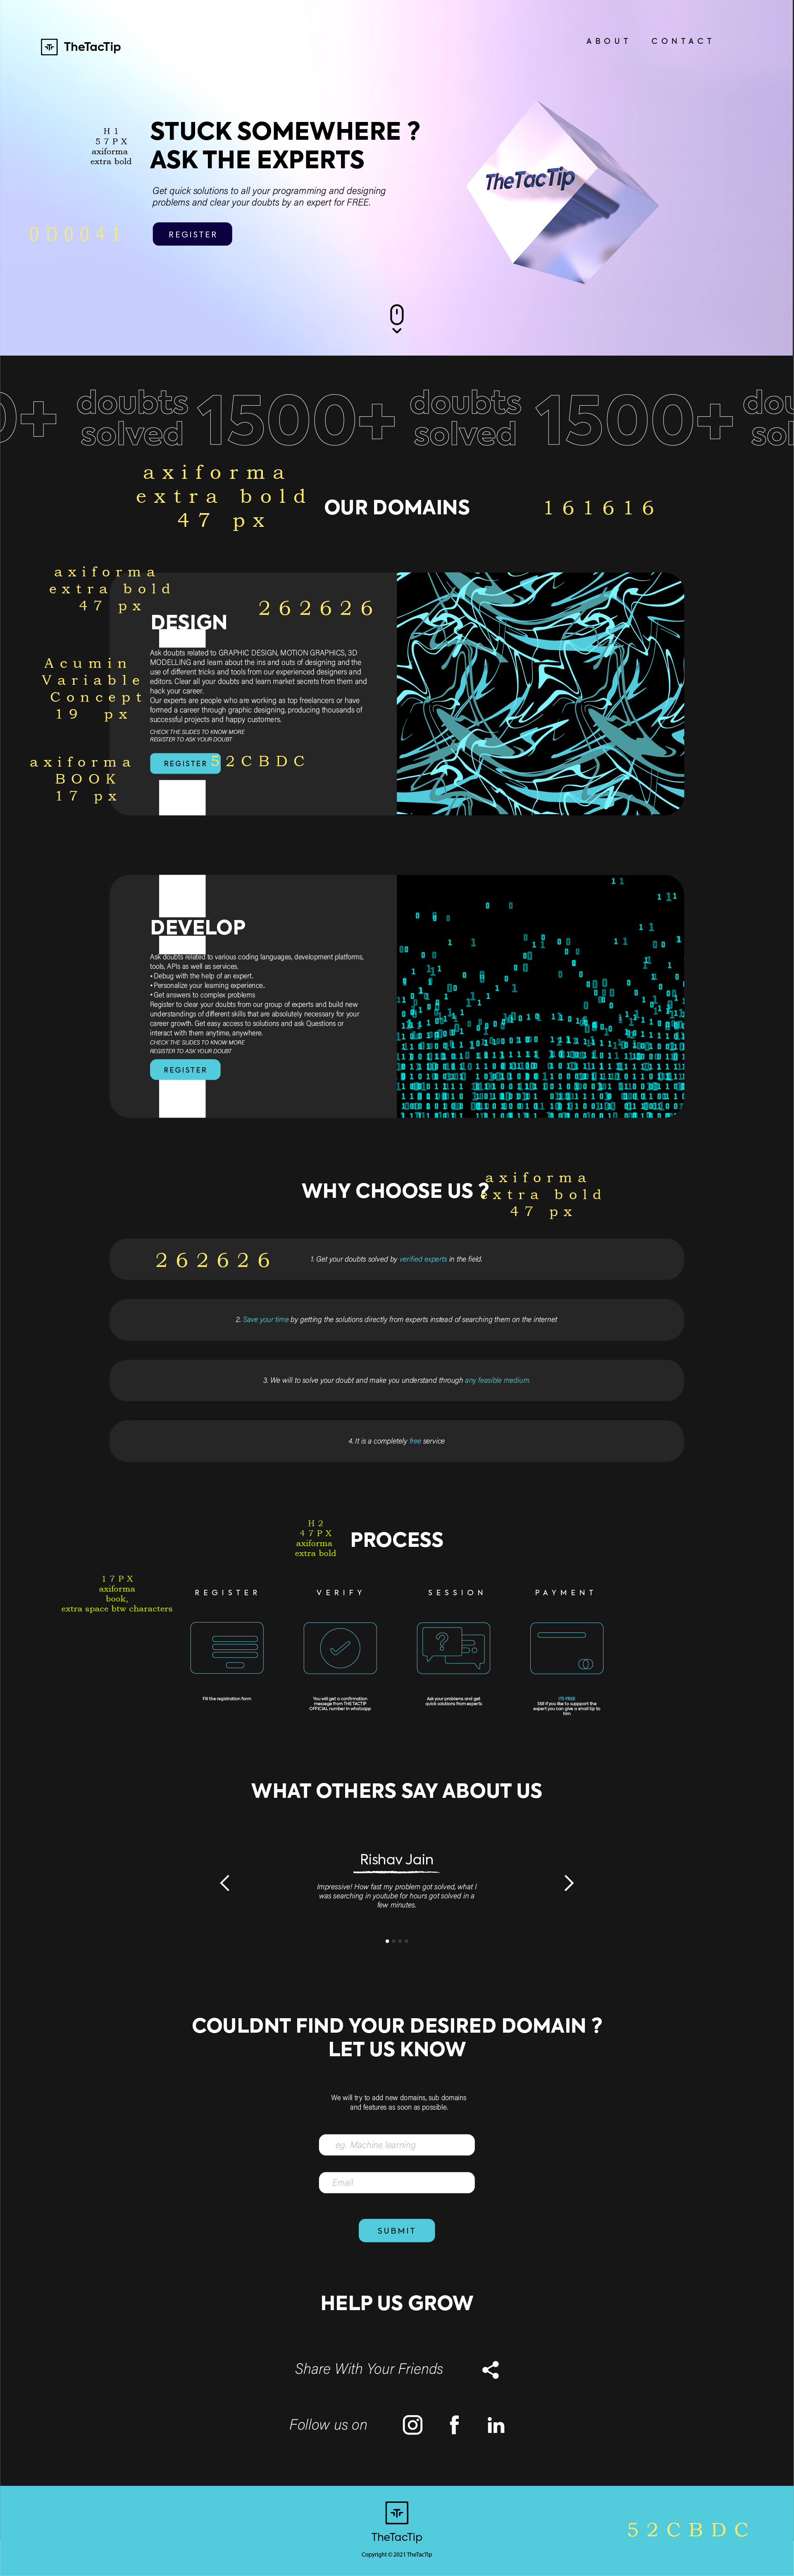 TheTacTip
ABOUT
CONTACT
H1
57PX
axiforma
extra bold
STUCK SOMEWHERE ?
ASK THE EXPERTS
Get quick solutions to all your programming and designing
problems and clear your doubts by an expert for FREE.
0D0041
REGISTER
TheTacTip
0+ doubts solved 1500+ doubts solved 1500+ dou sol
axiforma
extra bold
47 px
OUR DOMAINS
161616
axiforma
extra bold
47 px
262626
DESIGN
Acumin
Variable
Concept
19 px
Ask doubts related to GRAPHIC DESIGN, MOTION GRAPHICS, 3D
MODELLING and learn about the ins and outs of designing and the
use of different tricks and tools from our experienced designers and
editors. Clear all your doubts and learn market secrets from them and
hack your career.
Our experts are people who are working as top freelancers or have
formed a career through graphic designing, producing thousands of
successful projects and happy customers.
CHECK THE SLIDES TO KNOW MORE
REGISTER TO ASK YOUR DOUBT
axiforma
BOOK
17 px
REGISTER
52CBDC
DEVELOP
Ask doubts related to various coding languages, development platforms,
tools, APIs as well as services.
• Debug with the help of an expert.
• Personalize your learning experience..
• Get answers to complex problems
Register to clear your doubts from our group of experts and build new
understandings of different skills that are absolutely necessary for your
career growth. Get easy access to solutions and ask Questions or
interact with them anytime, anywhere.
CHECK THE SLIDES TO KNOW MORE
REGISTER TO ASK YOUR DOUBT
REGISTER
WHY CHOOSE US ?
axiforma
extra bold
47 px
262626
1. Get your doubts solved by verified experts in the field.
2. Save your time by getting the solutions directly from experts instead of searching them on the internet
3. We will to solve your doubt and make you understand through any feasible medium.
4. It is a completely free service
H2
47PX
axiforma
extra bold
PROCESS
17PX
axiforma
book,
extra space btw characters
REGISTER
VERIFY
SESSION
PAYMENT
Fill the registration form
You will get a confirmation
message from THE TACTIP
OFFICIAL number in whatsapp
Ask your problems and get
quick solutions from experts
ITS FREE
Still if you like to suppport the
expert you can give a small tip to
him
WHAT OTHERS SAY ABOUT US
Rishav Jain
Impressive! How fast my problem got solved, what I
was searching in youtube for hours got solved in a
few minutes.
COULDNT FIND YOUR DESIRED DOMAIN ?
LET US KNOW
We will try to add new domains, sub domains
and features as soon as possible.
eg. Machine learning
Email
SUBMIT
HELP US GROW
Share With Your Friends
Follow us on
TheTacTip
Copyright © 2021 TheTacTip
52CBDC